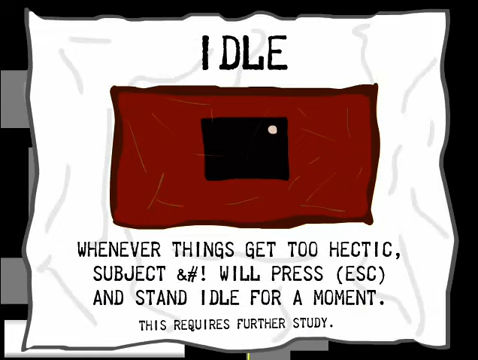 IDLE
WHENEVER THINGS GET TOO HECTIC,
SUBJECT &#! WILL PRESS (ESC)
AND STAND IDLE FOR A MOMENT.
THIS REQUIRES FURTHER STUDY.